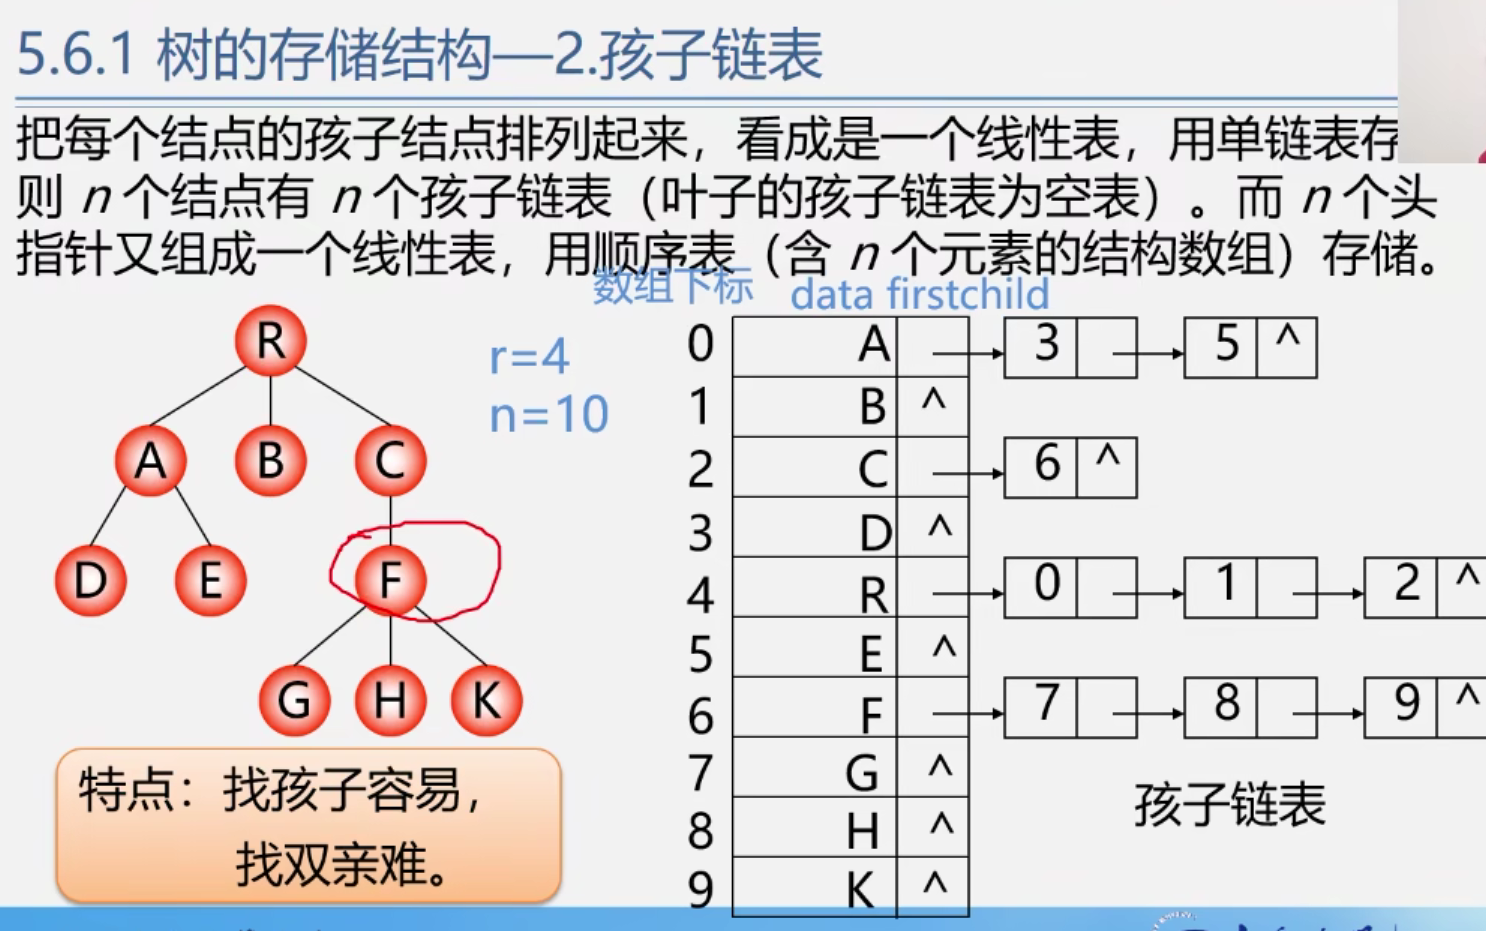 5.6.1 树的存储结构—2.孩子链表
把每个结点的孩子结点排列起来，看成是一个线性表，用单链表存
则 n 个结点有 n 个孩子链表（叶子的孩子链表为空表）。而 n 个头
指针又组成一个线性表，用顺序表（含 n 个元素的结构数组）存储。
数组下标 data firstchild
R
A B C
D E F
G H K
r=4
n=10
0 A 3 5 ^
1 B ^
2 C 6 ^
3 D ^
4 R 0 1 2 ^
5 E ^
6 F 7 8 9 ^
7 G ^
8 H ^
9 K ^
孩子链表
特点：找孩子容易，
找双亲难。